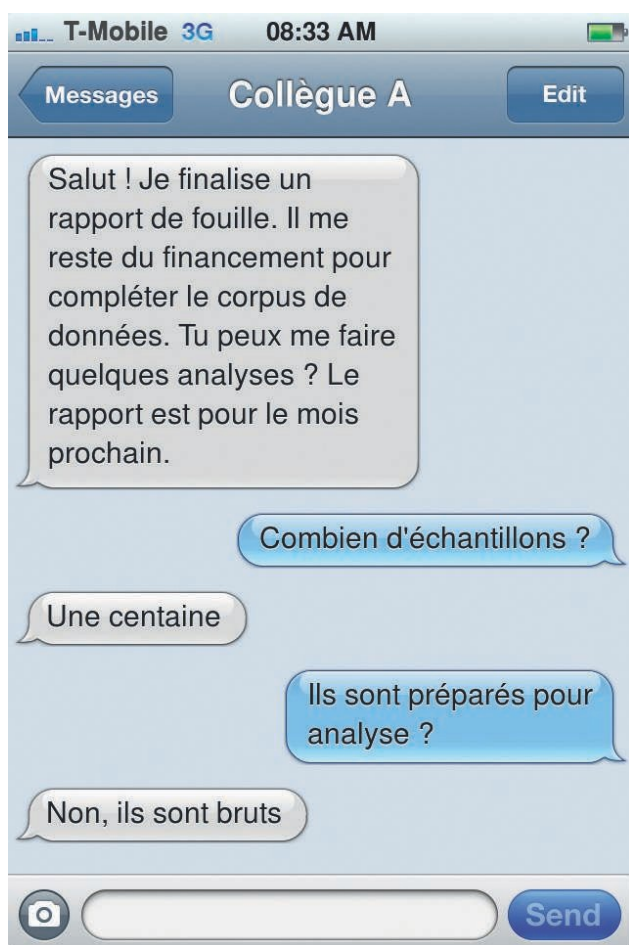 T-Mobile 3G 08:33 AM
Messages Collègue A Edit
Salut ! Je finalise un
rapport de fouille. Il me
reste du financement pour
compléter le corpus de
données. Tu peux me faire
quelques analyses ? Le
rapport est pour le mois
prochain.
Combien d'échantillons ?
Une centaine
Ils sont préparés pour
analyse ?
Non, ils sont bruts
Send